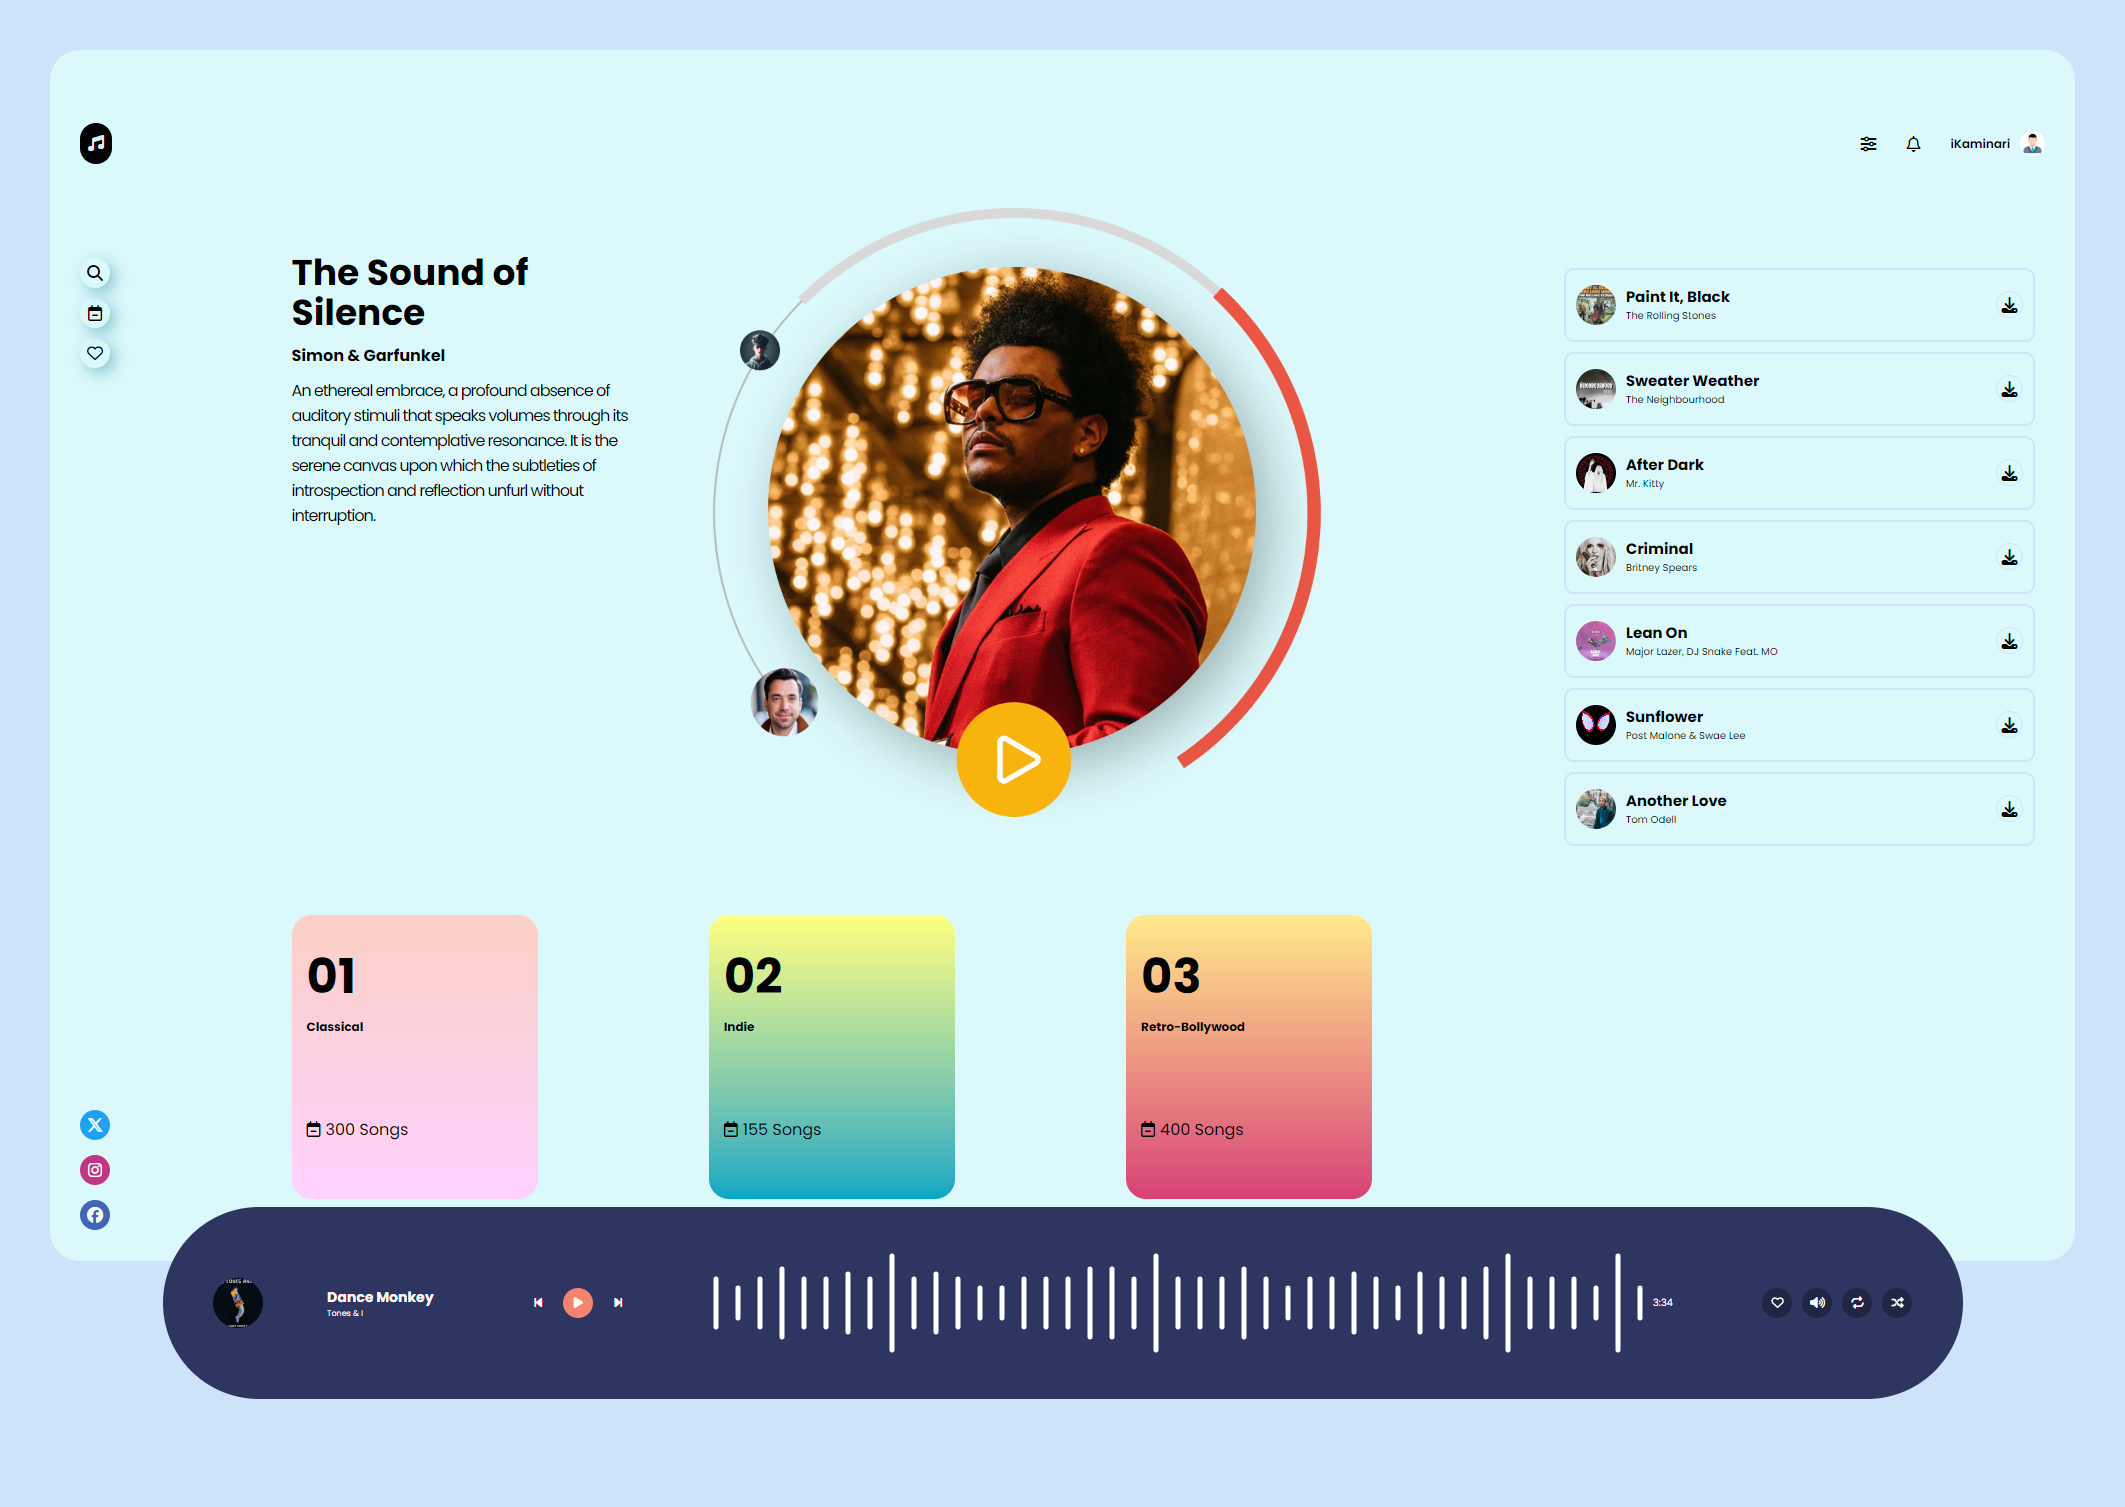 iKaminari
The Sound of
Silence
Simon & Garfunkel
An ethereal embrace, a profound absence of
auditory stimuli that speaks volumes through its
tranquil and contemplative resonance. It is the
serene canvas upon which the subtleties of
introspection and reflection unfurl without
interruption.
Paint It, Black
The Rolling Stones
Sweater Weather
The Neighbourhood
After Dark
Mr. Kitty
Criminal
Britney Spears
Lean On
Major Lazer, DJ Snake Feat. MO
Sunflower
Post Malone & Swae Lee
Another Love
Tom Odell
01
Classical
300 Songs
02
Indie
155 Songs
03
Retro-Bollywood
400 Songs
Dance Monkey
Tones & I
3:34